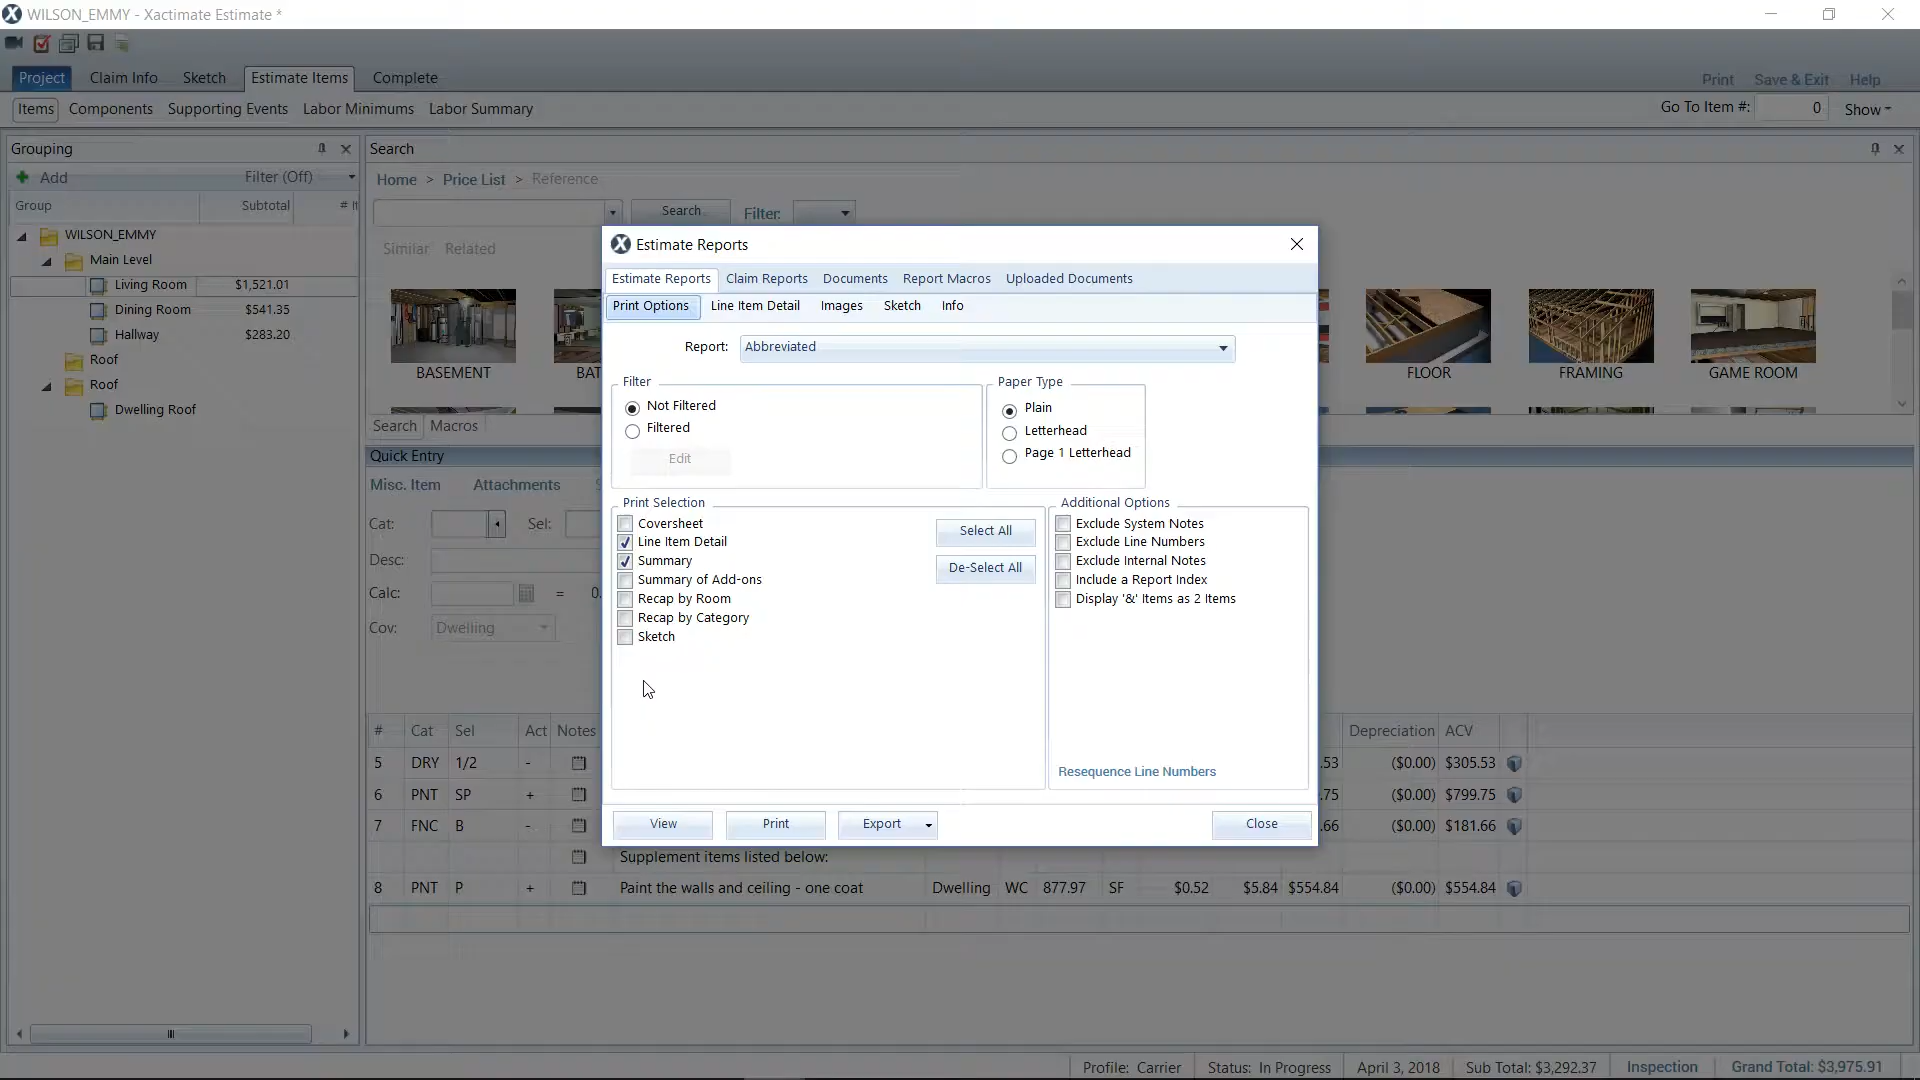 WILSON_EMMY - Xactimate Estimate *
Project Claim Info Sketch Estimate Items Complete
Print Save & Exit Help
Items Components Supporting Events Labor Minimums Labor Summary
Go To Item #: 0 Show
Grouping
Add Filter (Off)
Group Subtotal # It
WILSON_EMMY
Main Level
Living Room $1,521.01
Dining Room $541.35
Hallway $283.20
Roof
Roof
Dwelling Roof
Search
Home > Price List > Reference
Search Filter:
Similar Related
BASEMENT
BAT
FLOOR
FRAMING
GAME ROOM
Search Macros
Quick Entry
Misc. Item Attachments S
Cat: Sel:
Desc:
Calc: = 0.
Cov: Dwelling
Estimate Reports
Estimate Reports Claim Reports Documents Report Macros Uploaded Documents
Print Options Line Item Detail Images Sketch Info
Report: Abbreviated
Filter
Not Filtered
Filtered
Edit
Paper Type
Plain
Letterhead
Page 1 Letterhead
Print Selection
Coversheet
Line Item Detail
Summary
Summary of Add-ons
Recap by Room
Recap by Category
Sketch
Select All
De-Select All
Additional Options
Exclude System Notes
Exclude Line Numbers
Exclude Internal Notes
Include a Report Index
Display '&' Items as 2 Items
Resequence Line Numbers
View Print Export Close
# Cat Sel Act Notes Depreciation ACV
5 DRY 1/2 - .53 ($0.00) $305.53
6 PNT SP + .75 ($0.00) $799.75
7 FNC B - .66 ($0.00) $181.66
Supplement items listed below:
8 PNT P + Paint the walls and ceiling - one coat Dwelling WC 877.97 SF $0.52 $5.84 $554.84 ($0.00) $554.84
Profile: Carrier Status: In Progress April 3, 2018 Sub Total: $3,292.37 Inspection Grand Total: $3,975.91